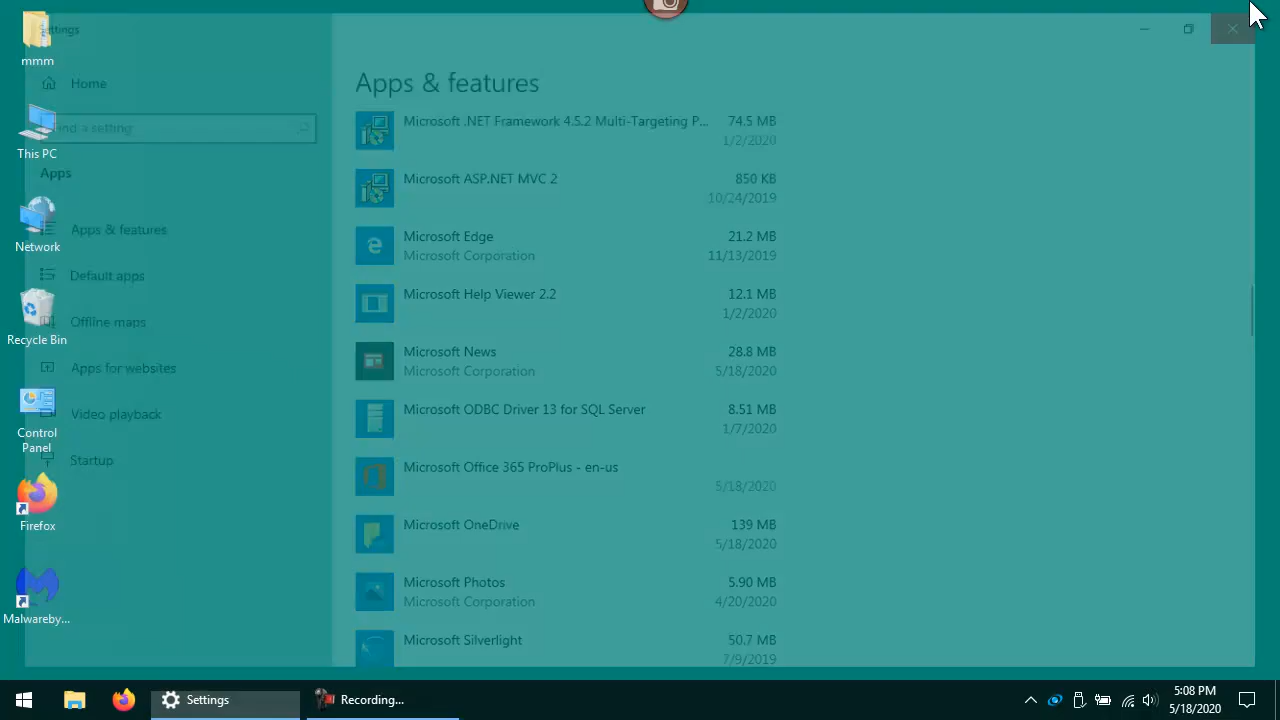 Settings
Home
Find a setting
Apps
Apps & features
Default apps
Offline maps
Apps for websites
Video playback
Startup
Apps & features
Microsoft .NET Framework 4.5.2 Multi-Targeting P... 74.5 MB
1/2/2020
Microsoft ASP.NET MVC 2 850 KB
10/24/2019
Microsoft Edge 21.2 MB
Microsoft Corporation 11/13/2019
Microsoft Help Viewer 2.2 12.1 MB
1/2/2020
Microsoft News 28.8 MB
Microsoft Corporation 5/18/2020
Microsoft ODBC Driver 13 for SQL Server 8.51 MB
1/7/2020
Microsoft Office 365 ProPlus - en-us
5/18/2020
Microsoft OneDrive 139 MB
5/18/2020
Microsoft Photos 5.90 MB
Microsoft Corporation 4/20/2020
Microsoft Silverlight 50.7 MB
7/9/2019
mmm
This PC
Network
Recycle Bin
Control
Panel
Firefox
Malwareby...
Settings
Recording...
5:08 PM
5/18/2020